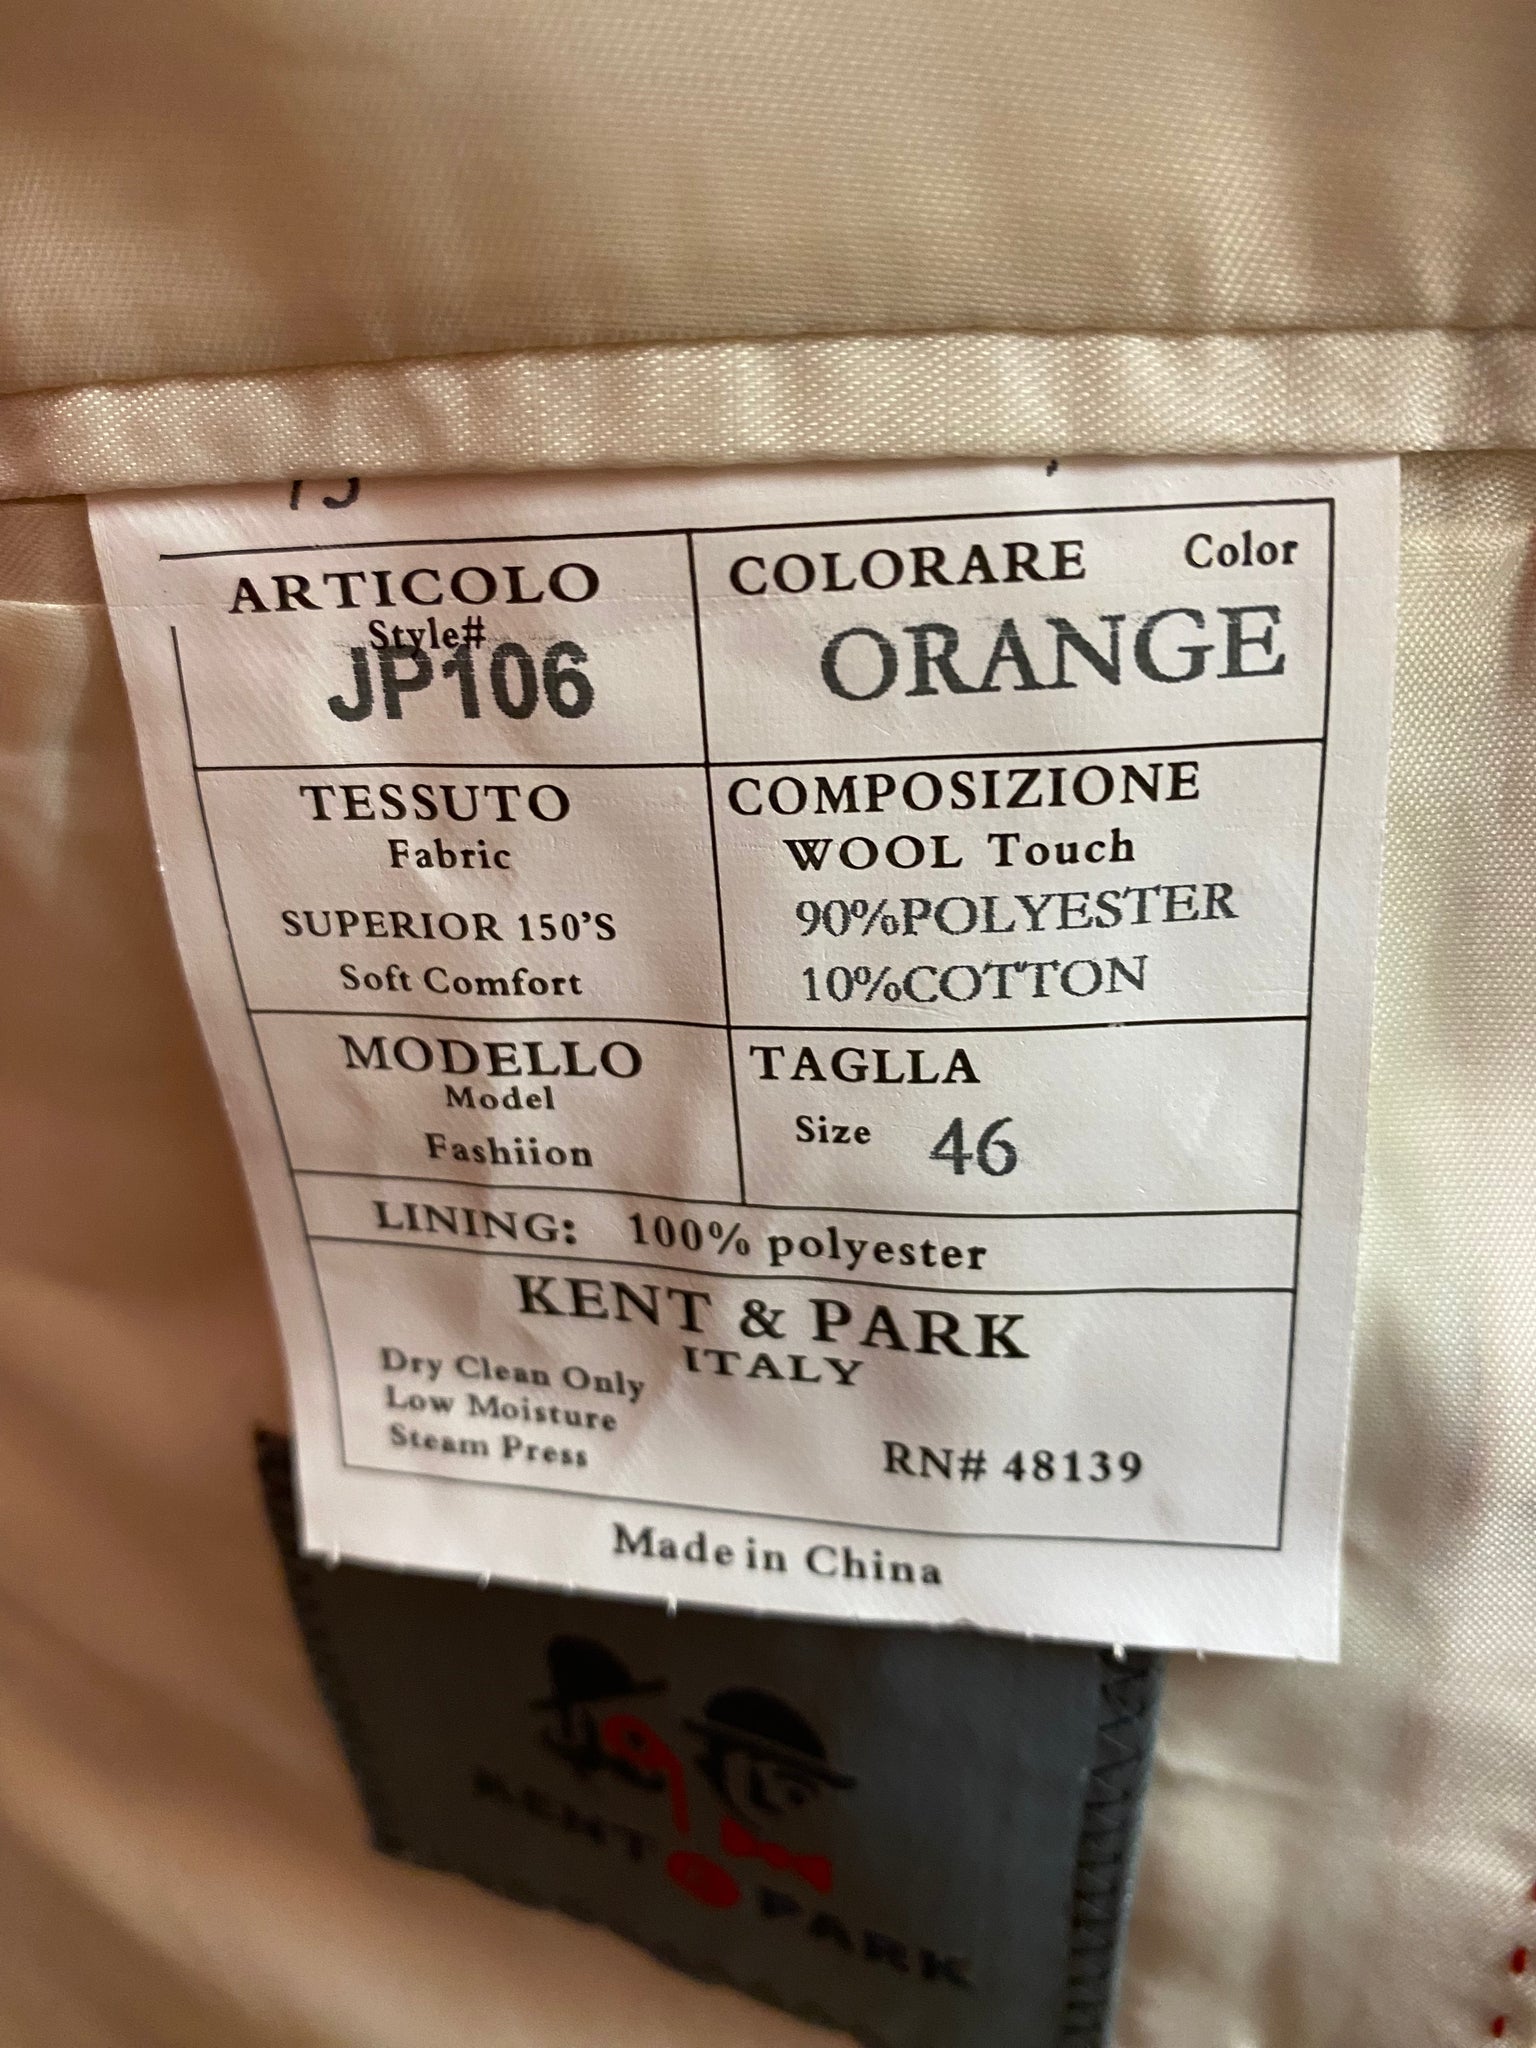 ARTICOLO
Style#
JP106
COLORARE Color
ORANGE
TESSUTO
Fabric
SUPERIOR 150'S
Soft Comfort
COMPOSIZIONE
WOOL Touch
90%POLYESTER
10%COTTON
MODELLO
Model
Fashiion
TAGLLA
Size 46
LINING: 100% polyester
KENT & PARK
ITALY
Dry Clean Only
Low Moisture
Steam Press
RN# 48139
Made in China
KENT PARK